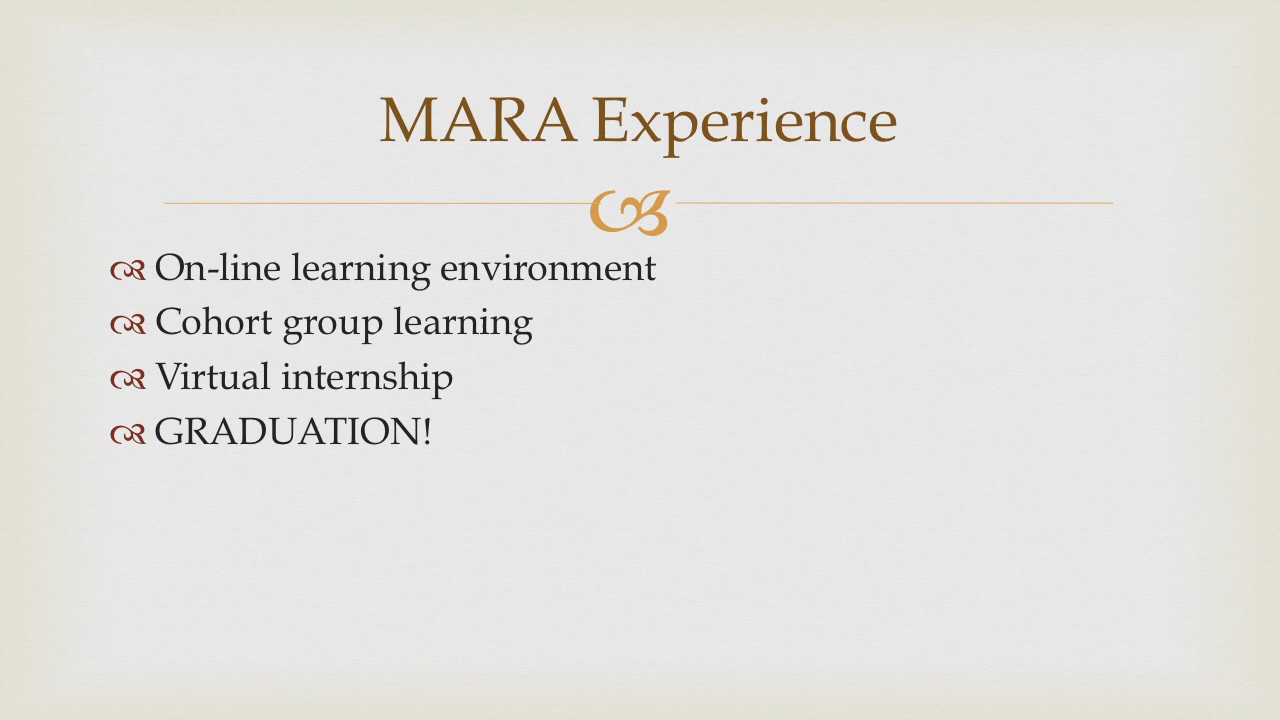 MARA Experience
On-line learning environment
Cohort group learning
Virtual internship
GRADUATION!